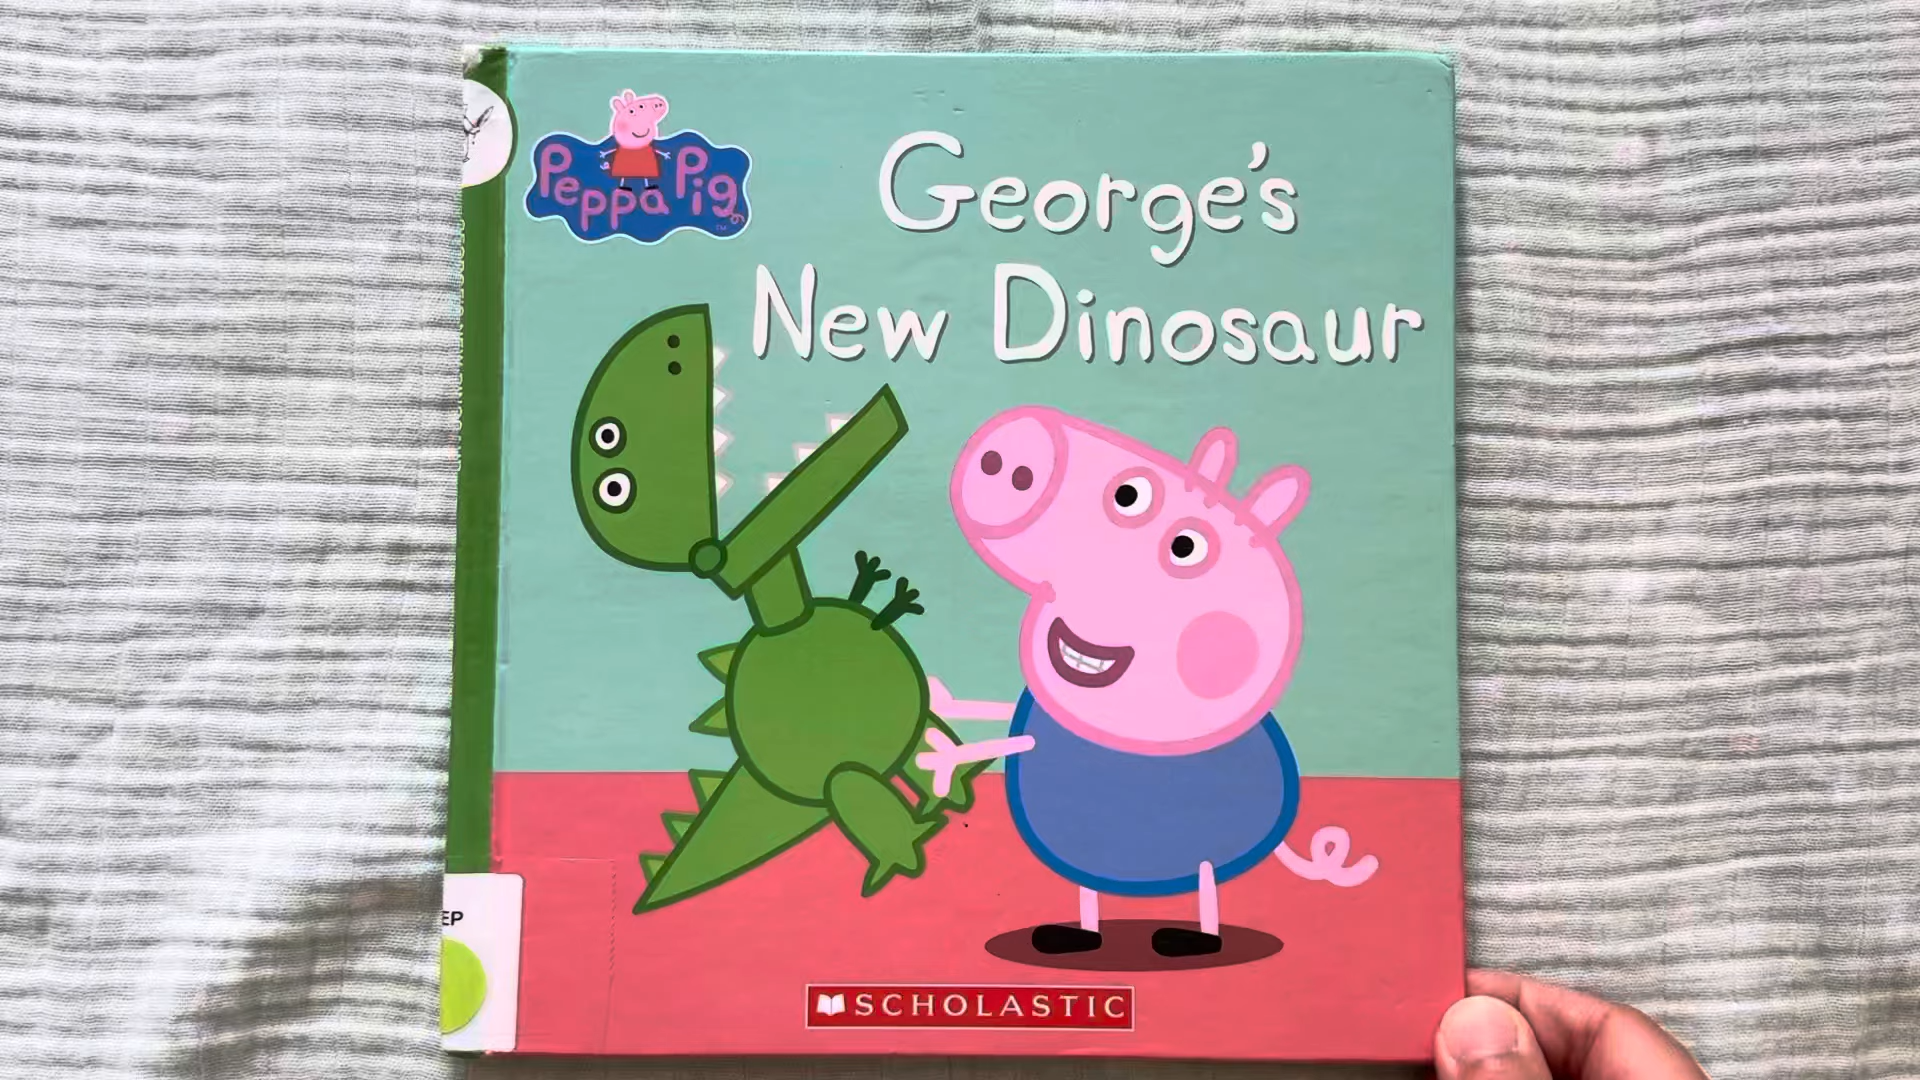 Peppa Pig
George's
New Dinosaur
EP
SCHOLASTIC